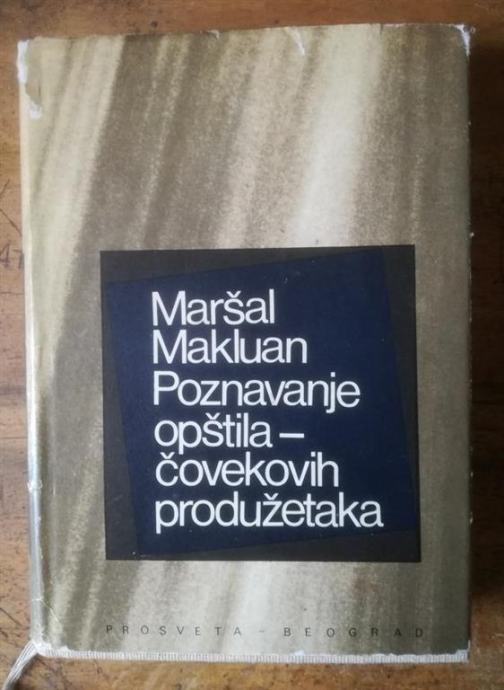 Maršal
Makluan
Poznavanje
opštila –
čovekovih
produžetaka
PROSVETA – BEOGRAD